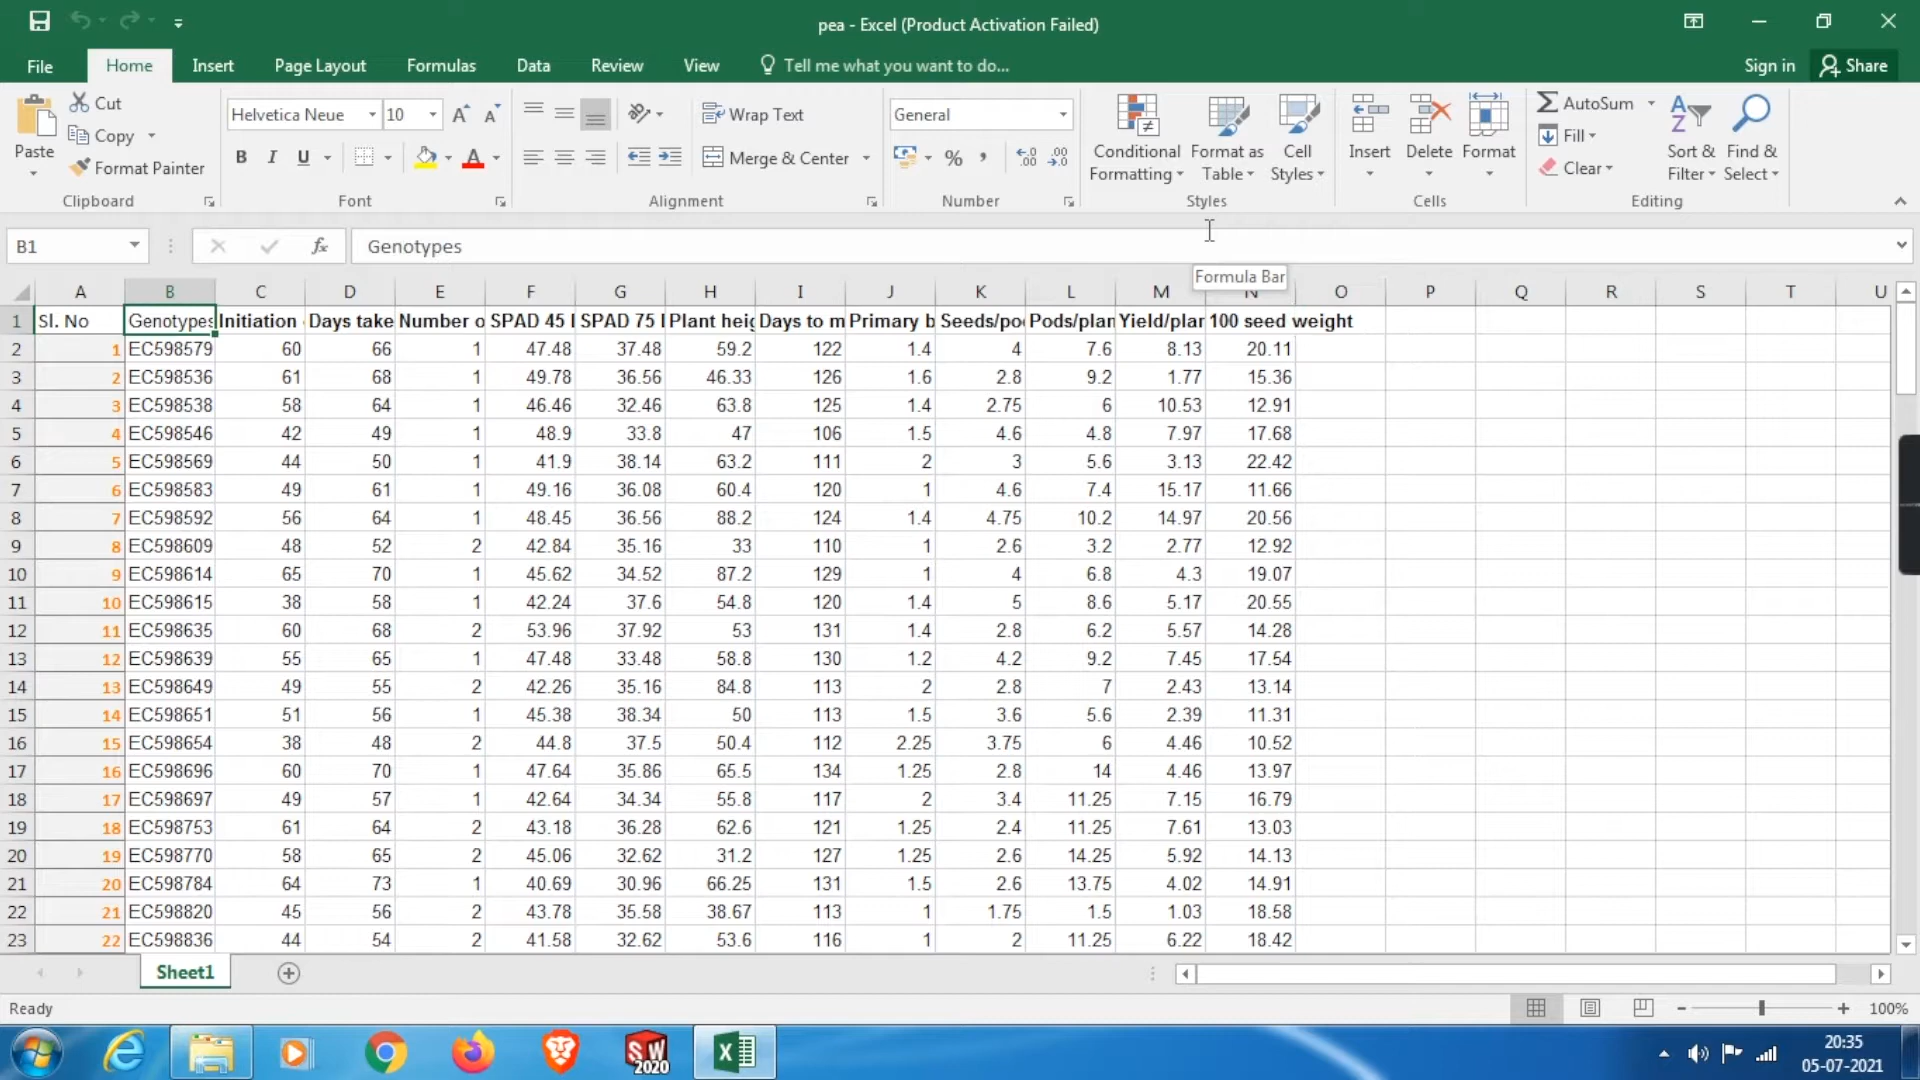 pea - Excel (Product Activation Failed)
File Home Insert Page Layout Formulas Data Review View Tell me what you want to do... Sign in Share
Cut
Copy
Format Painter
Paste
Clipboard
Helvetica Neue 10
B I U
Font
Wrap Text
Merge & Center
Alignment
General
%
Number
Conditional Formatting
Format as Table
Cell Styles
Styles
Insert Delete Format
Cells
AutoSum
Fill
Clear
Sort & Filter
Find & Select
Editing
B1 fx Genotypes
Formula Bar
A B C D E F G H I J K L M N O P Q R S T U
1 Sl. No Genotypes Initiation Days take Number o SPAD 45 SPAD 75 Plant heig Days to m Primary b Seeds/po Pods/plan Yield/plan 100 seed weight
2 1 EC598579 60 66 1 47.48 37.48 59.2 122 1.4 4 7.6 8.13 20.11
3 2 EC598536 61 68 1 49.78 36.56 46.33 126 1.6 2.8 9.2 1.77 15.36
4 3 EC598538 58 64 1 46.46 32.46 63.8 125 1.4 2.75 6 10.53 12.91
5 4 EC598546 42 49 1 48.9 33.8 47 106 1.5 4.6 4.8 7.97 17.68
6 5 EC598569 44 50 1 41.9 38.14 63.2 111 2 3 5.6 3.13 22.42
7 6 EC598583 49 61 1 49.16 36.08 60.4 120 1 4.6 7.4 15.17 11.66
8 7 EC598592 56 64 1 48.45 36.56 88.2 124 1.4 4.75 10.2 14.97 20.56
9 8 EC598609 48 52 2 42.84 35.16 33 110 1 2.6 3.2 2.77 12.92
10 9 EC598614 65 70 1 45.62 34.52 87.2 129 1 4 6.8 4.3 19.07
11 10 EC598615 38 58 1 42.24 37.6 54.8 120 1.4 5 8.6 5.17 20.55
12 11 EC598635 60 68 2 53.96 37.92 53 131 1.4 2.8 6.2 5.57 14.28
13 12 EC598639 55 65 1 47.48 33.48 58.8 130 1.2 4.2 9.2 7.45 17.54
14 13 EC598649 49 55 2 42.26 35.16 84.8 113 2 2.8 7 2.43 13.14
15 14 EC598651 51 56 1 45.38 38.34 50 113 1.5 3.6 5.6 2.39 11.31
16 15 EC598654 38 48 2 44.8 37.5 50.4 112 2.25 3.75 6 4.46 10.52
17 16 EC598696 60 70 1 47.64 35.86 65.5 134 1.25 2.8 14 4.46 13.97
18 17 EC598697 49 57 1 42.64 34.34 55.8 117 2 3.4 11.25 7.15 16.79
19 18 EC598753 61 64 2 43.18 36.28 62.6 121 1.25 2.4 11.25 7.61 13.03
20 19 EC598770 58 65 2 45.06 32.62 31.2 127 1.25 2.6 14.25 5.92 14.13
21 20 EC598784 64 73 1 40.69 30.96 66.25 131 1.5 2.6 13.75 4.02 14.91
22 21 EC598820 45 56 2 43.78 35.58 38.67 113 1 1.75 1.5 1.03 18.58
23 22 EC598836 44 54 2 41.58 32.62 53.6 116 1 2 11.25 6.22 18.42
Sheet1
Ready 100%
SW 2020
20:35
05-07-2021